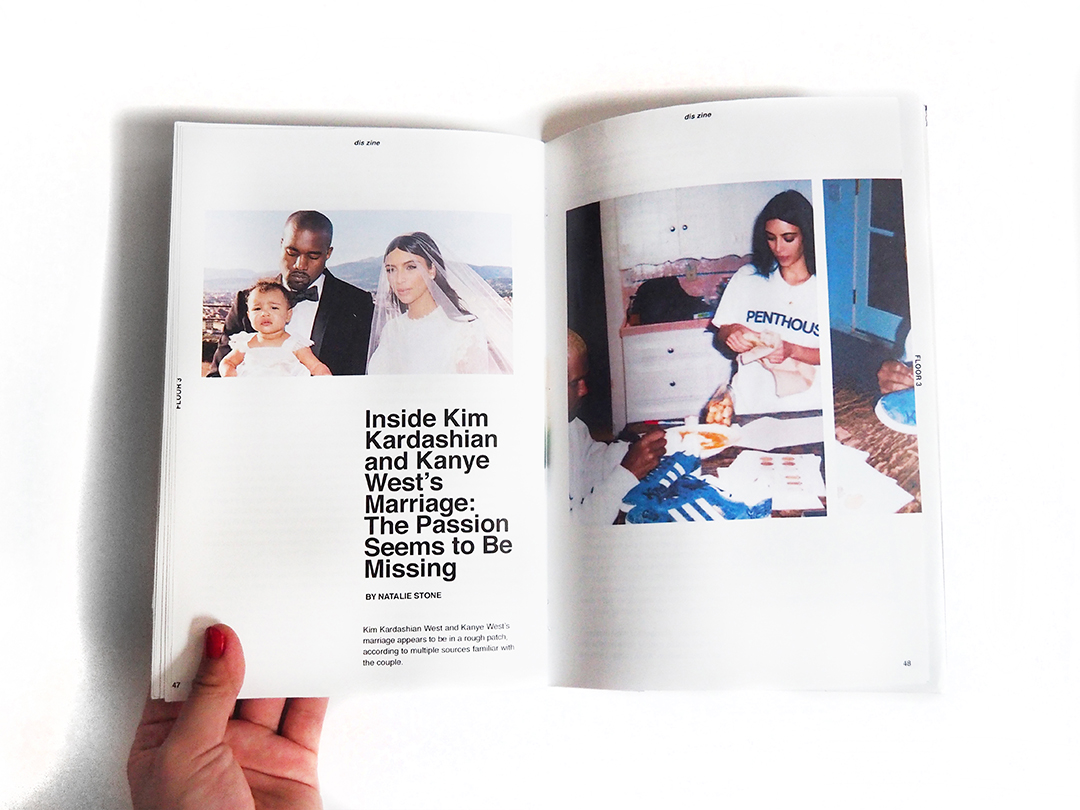 dis zine
FLOOR 3
Inside Kim
Kardashian
and Kanye
West's
Marriage:
The Passion
Seems to Be
Missing
BY NATALIE STONE
Kim Kardashian West and Kanye West's
marriage appears to be in a rough patch,
according to multiple sources familiar with
the couple.
47
dis zine
PENTHOUS
FLOOR 3
48